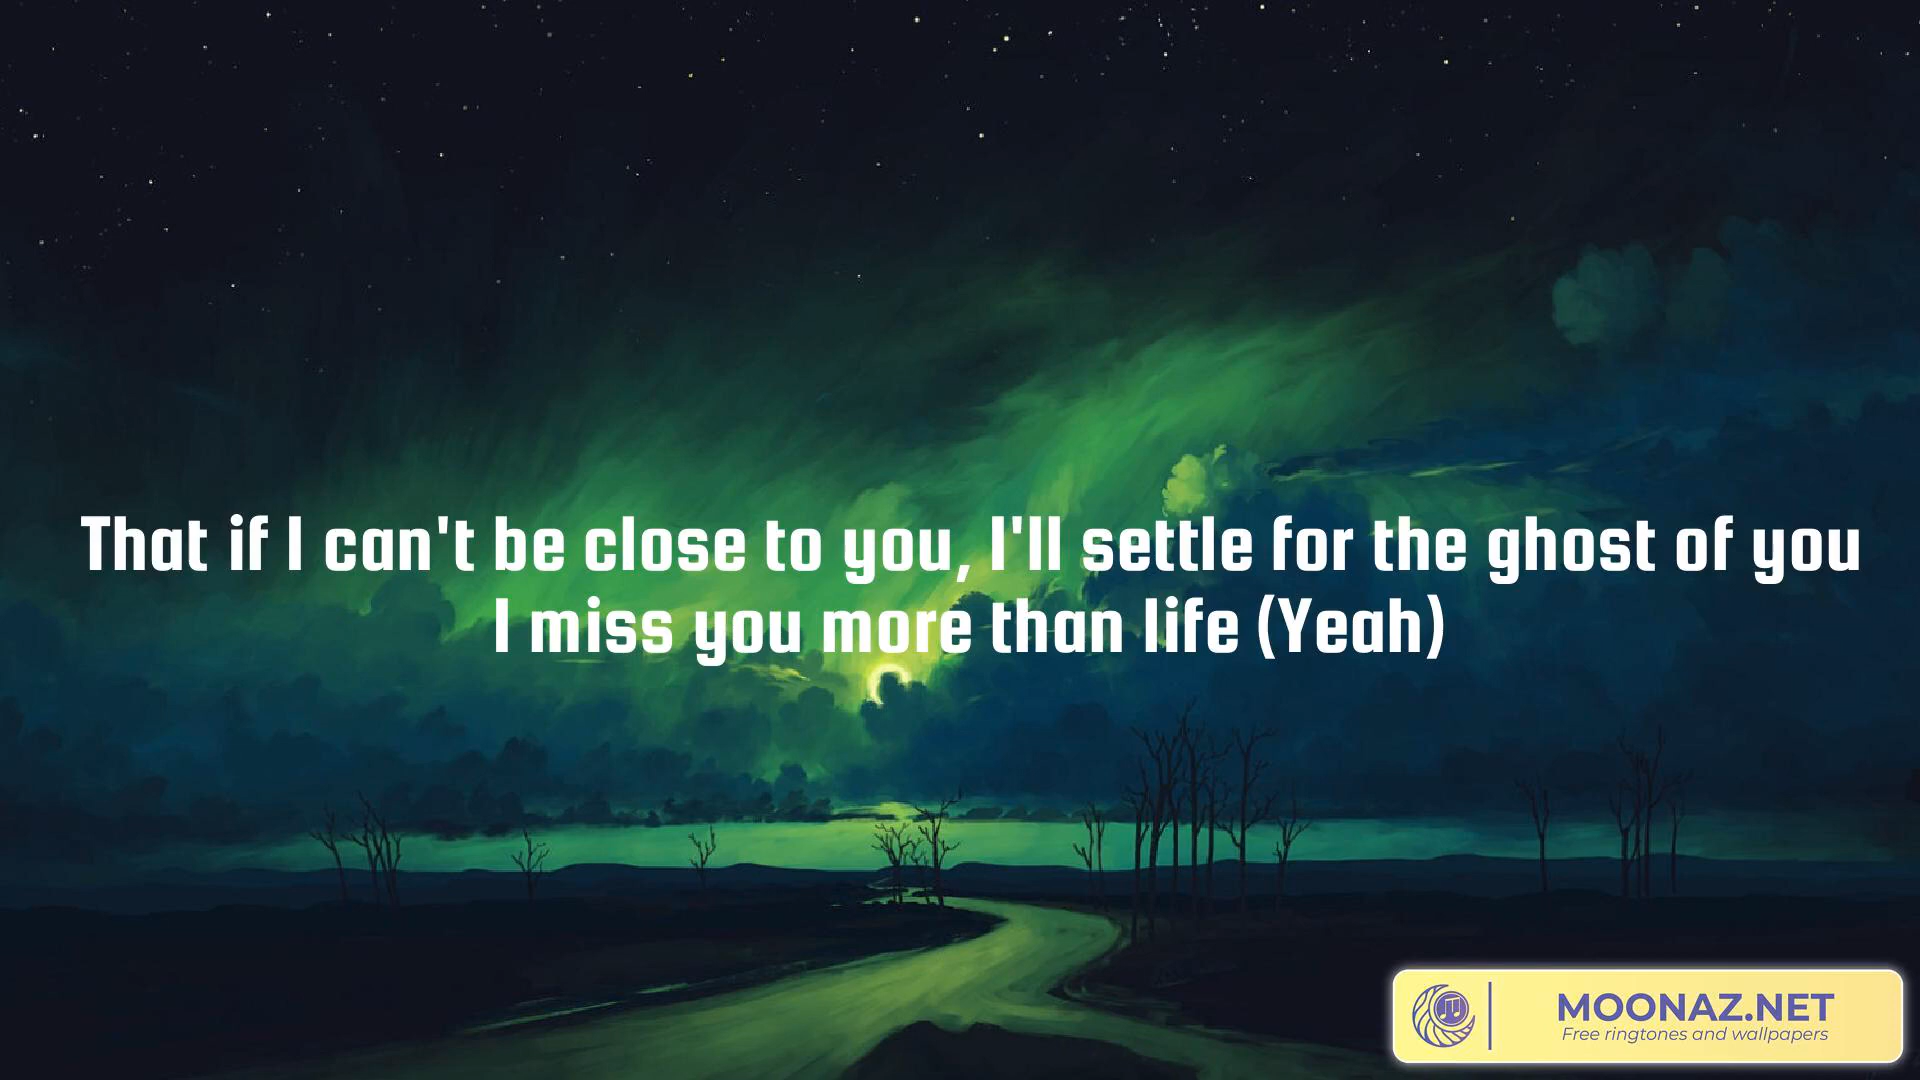 That if I can't be close to you, I'll settle for the ghost of you
I miss you more than life (Yeah)
MOONAZ.NET
Free ringtones and wallpapers